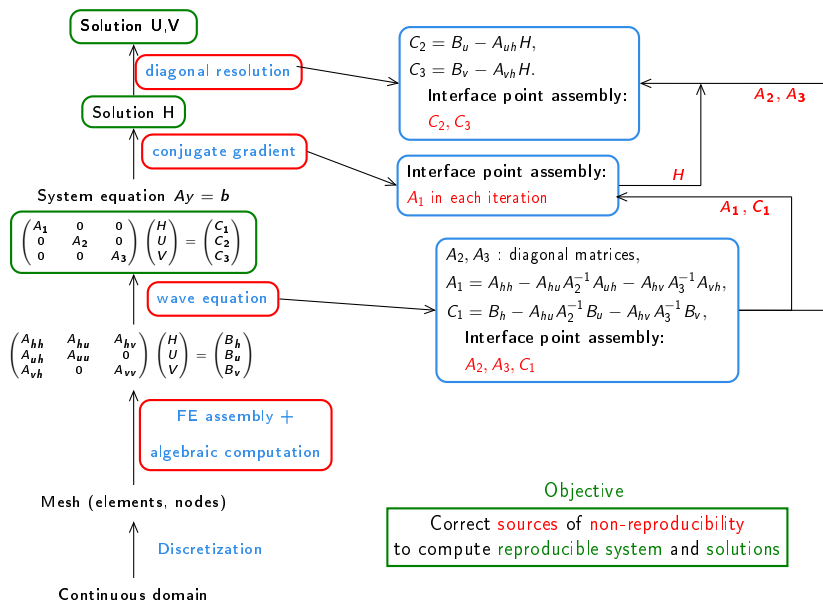 Solution U,V
diagonal resolution
Solution H
conjugate gradient
System equation Ay = b
(A1 0 0) (H) = (C1)
(0 A2 0) (U) = (C2)
(0 0 A3) (V) = (C3)
wave equation
(Ahh Ahu Ahv) (H) = (Bh)
(Auh Auu 0) (U) = (Bu)
(Avh 0 Avv) (V) = (Bv)
FE assembly +
algebraic computation
Mesh (elements, nodes)
Discretization
Continuous domain
C2 = Bu − AuhH,
C3 = Bv − AvhH.
Interface point assembly:
C2, C3
A2, A3
Interface point assembly:
A1 in each iteration
H
A1, C1
A2, A3 : diagonal matrices,
A1 = Ahh − AhuA2⁻¹Auh − AhvA3⁻¹Avh,
C1 = Bh − AhuA2⁻¹Bu − AhvA3⁻¹Bv,
Interface point assembly:
A2, A3, C1
Objective
Correct sources of non-reproducibility
to compute reproducible system and solutions